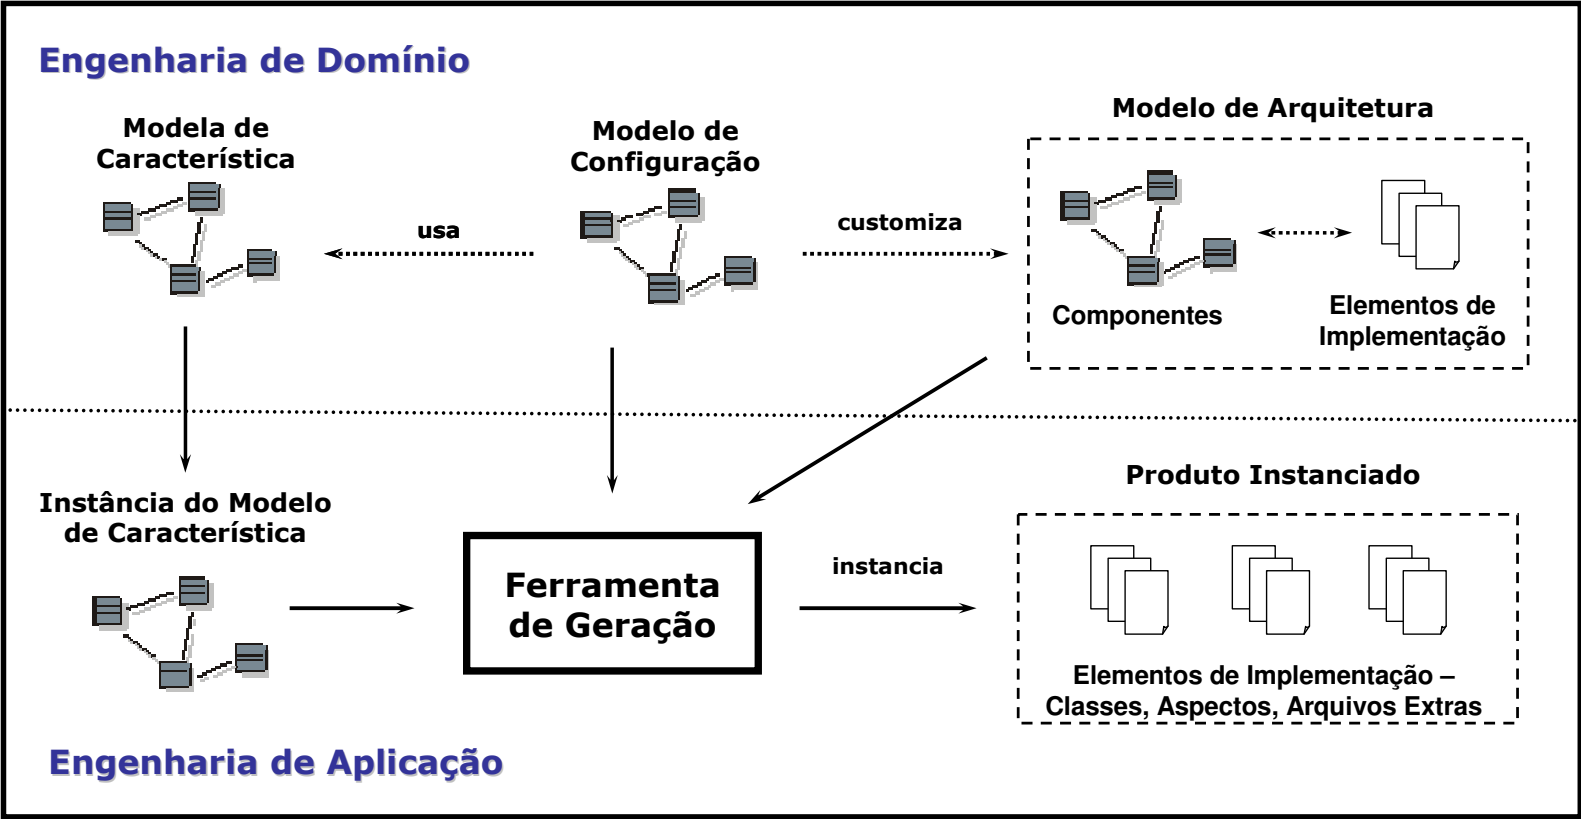 Engenharia de Domínio
Modela de
Característica
Modelo de
Configuração
Modelo de Arquitetura
usa
customiza
Componentes
Elementos de
Implementação
Instância do Modelo
de Característica
Ferramenta
de Geração
instancia
Produto Instanciado
Elementos de Implementação –
Classes, Aspectos, Arquivos Extras
Engenharia de Aplicação